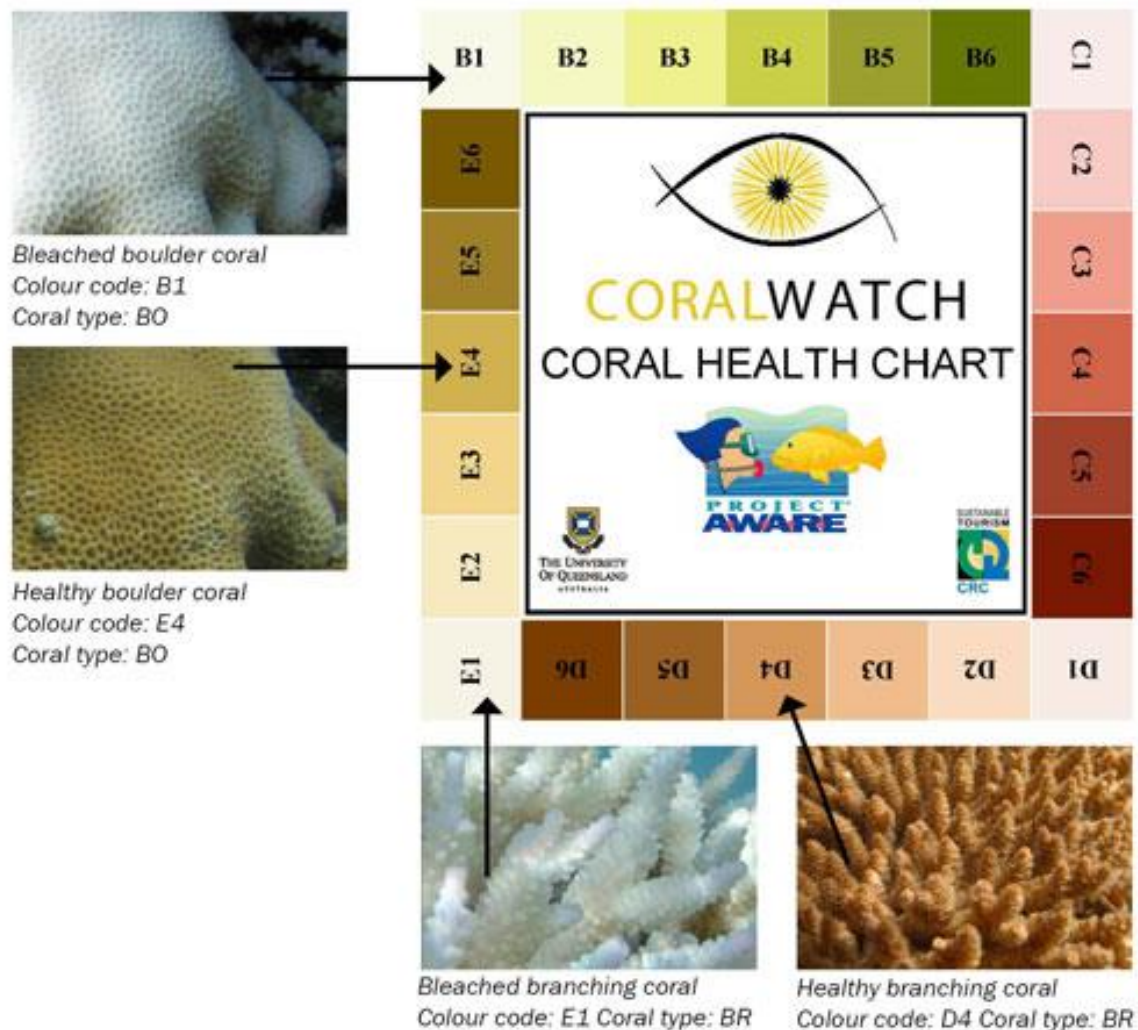 B1 B2 B3 B4 B5 B6 C1
E6 C2
E5 C3
E4 C4
E3 C5
E2 C6
E1 D6 D5 D4 D3 D2 D1
CORALWATCH
CORAL HEALTH CHART
PROJECT
AWARE
THE UNIVERSITY
OF QUEENSLAND
AUSTRALIA
SUSTAINABLE
TOURISM
CRC
Bleached boulder coral
Colour code: B1
Coral type: BO
Healthy boulder coral
Colour code: E4
Coral type: BO
Bleached branching coral
Colour code: E1 Coral type: BR
Healthy branching coral
Colour code: D4 Coral type: BR